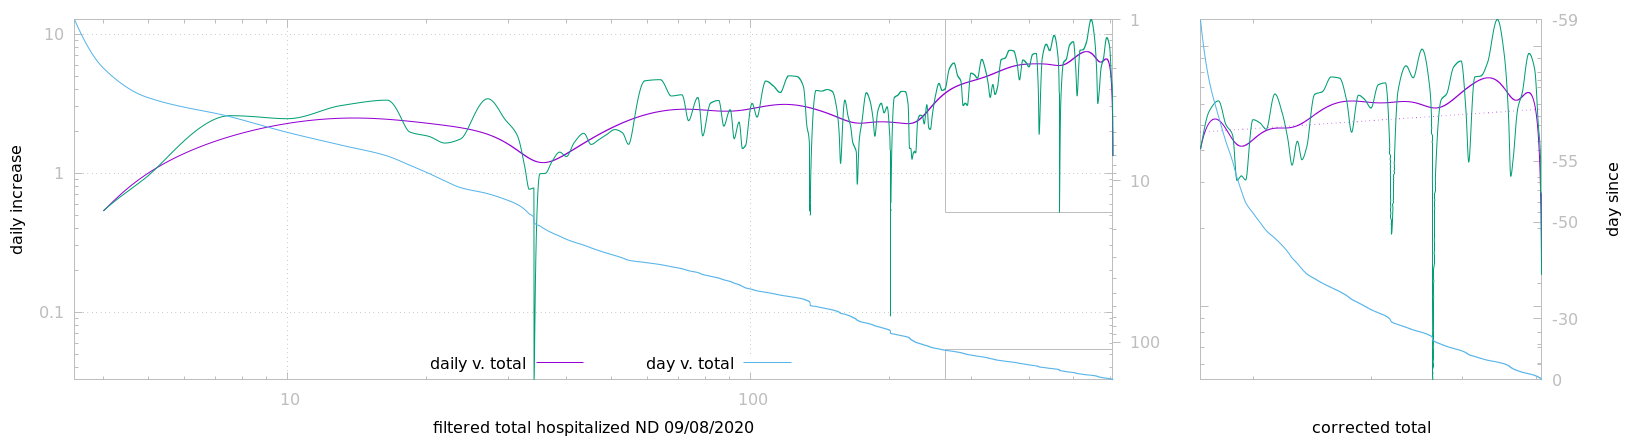 10
1
0.1
daily increase
10
100
filtered total hospitalized ND 09/08/2020
daily v. total
day v. total
1
10
100
-59
-55
-50
-30
0
day since
corrected total